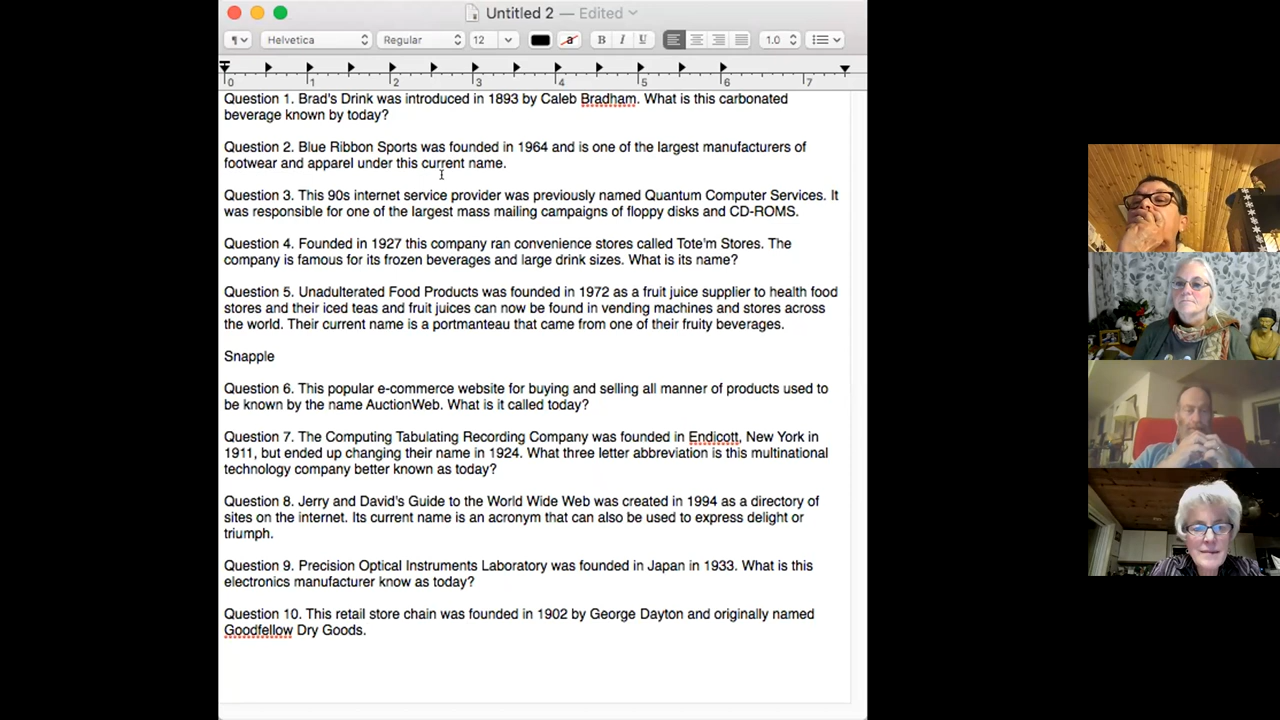 Untitled 2 — Edited
Helvetica
Regular
12
a
B I U
1.0
0 1 2 3 4 5 6 7
Question 1. Brad's Drink was introduced in 1893 by Caleb Bradham. What is this carbonated
beverage known by today?
Question 2. Blue Ribbon Sports was founded in 1964 and is one of the largest manufacturers of
footwear and apparel under this current name.
Question 3. This 90s internet service provider was previously named Quantum Computer Services. It
was responsible for one of the largest mass mailing campaigns of floppy disks and CD-ROMS.
Question 4. Founded in 1927 this company ran convenience stores called Tote'm Stores. The
company is famous for its frozen beverages and large drink sizes. What is its name?
Question 5. Unadulterated Food Products was founded in 1972 as a fruit juice supplier to health food
stores and their iced teas and fruit juices can now be found in vending machines and stores across
the world. Their current name is a portmanteau that came from one of their fruity beverages.
Snapple
Question 6. This popular e-commerce website for buying and selling all manner of products used to
be known by the name AuctionWeb. What is it called today?
Question 7. The Computing Tabulating Recording Company was founded in Endicott, New York in
1911, but ended up changing their name in 1924. What three letter abbreviation is this multinational
technology company better known as today?
Question 8. Jerry and David's Guide to the World Wide Web was created in 1994 as a directory of
sites on the internet. Its current name is an acronym that can also be used to express delight or
triumph.
Question 9. Precision Optical Instruments Laboratory was founded in Japan in 1933. What is this
electronics manufacturer know as today?
Question 10. This retail store chain was founded in 1902 by George Dayton and originally named
Goodfellow Dry Goods.